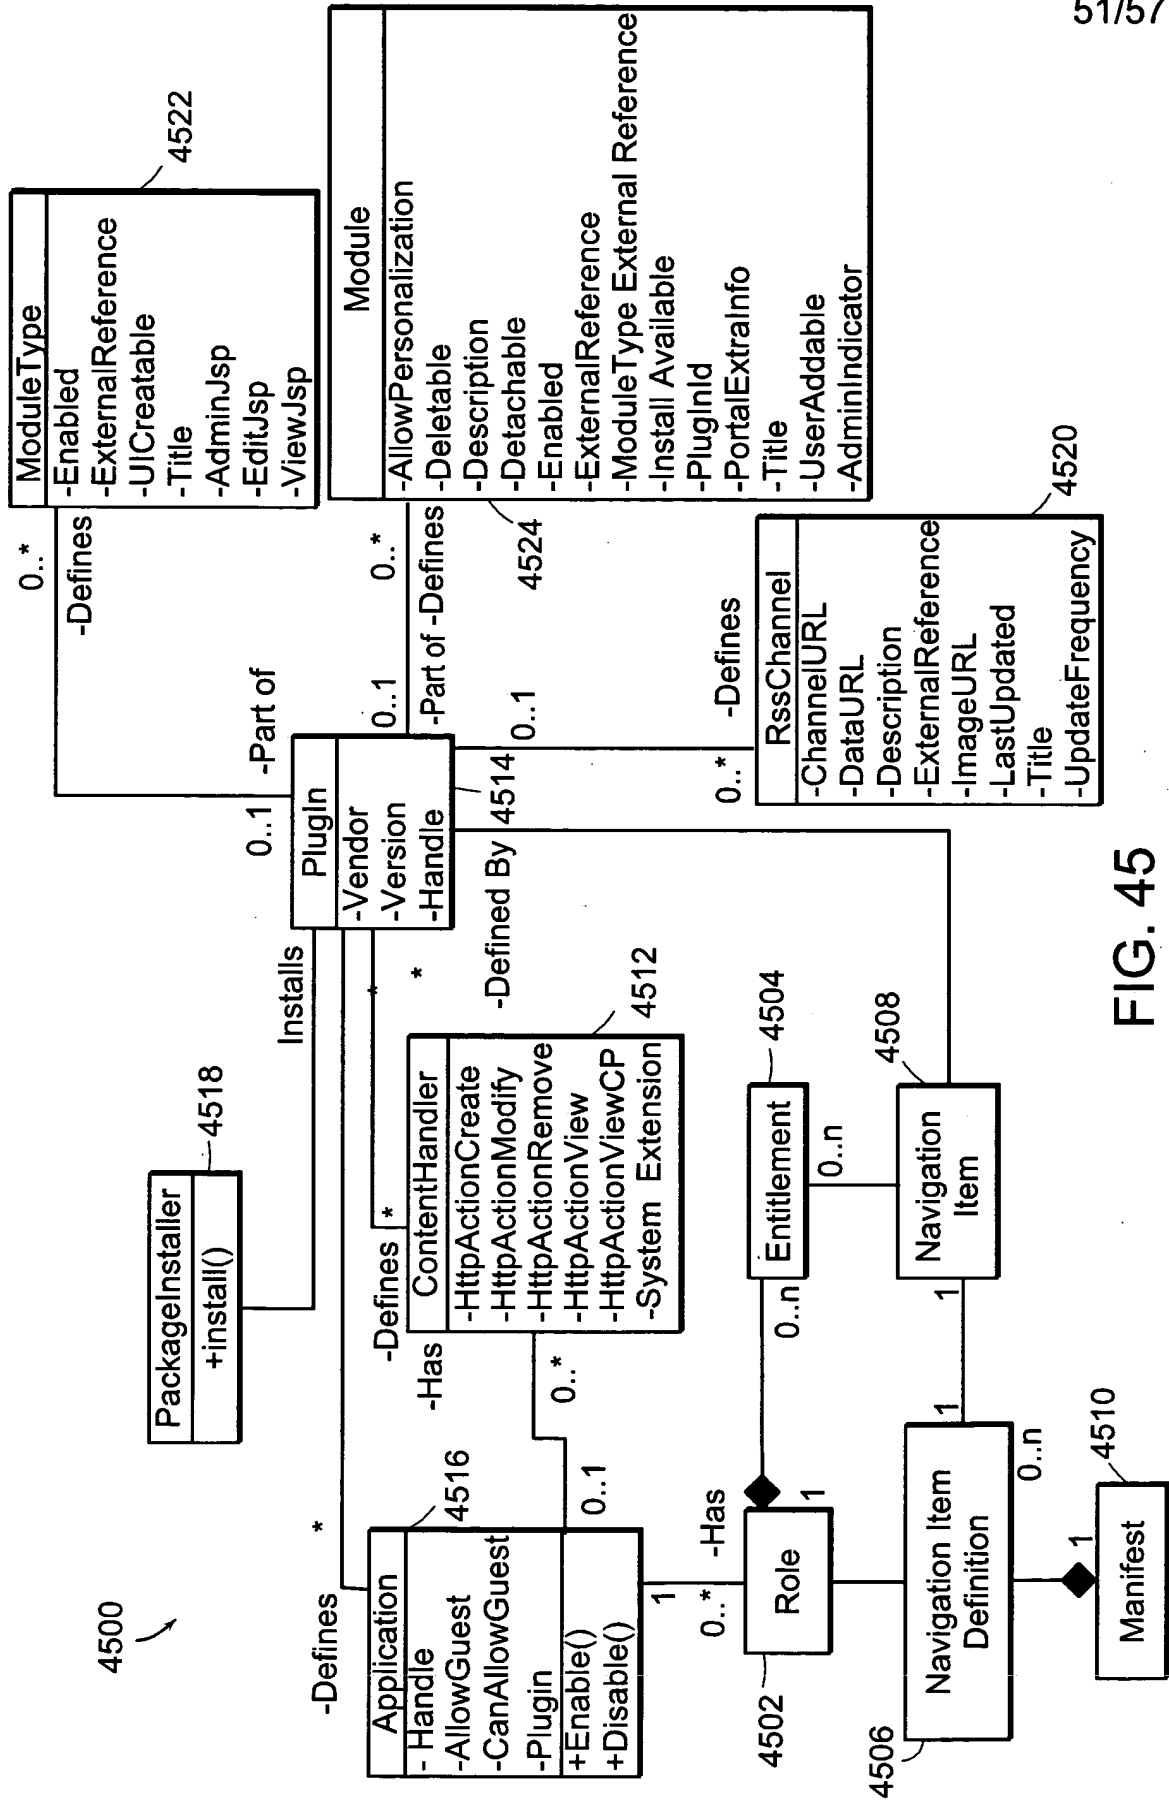 51/57
4500
PackageInstaller
+install()
4518
Installs
ModuleType
-Enabled
-ExternalReference
-UICreatable
-Title
-AdminJsp
-EditJsp
-ViewJsp
4522
0..*
-Defines
-Part of
0..1
PlugIn
-Vendor
-Version
-Handle
4514
Module
-AllowPersonalization
-Deletable
-Description
-Detachable
-Enabled
-ExternalReference
-ModuleType External Reference
-Install Available
-PlugInId
-PortalExtraInfo
-Title
-UserAddable
-AdminIndicator
4524
0..*
-Part of -Defines
0..1
0..1
-Defines
0..*
RssChannel
-ChannelURL
-DataURL
-Description
-ExternalReference
-ImageURL
-LastUpdated
-Title
-UpdateFrequency
4520
-Defines
*
Application
- Handle
-AllowGuest
-CanAllowGuest
-Plugin
+Enable()
+Disable()
4516
-Defines
*
*
*
-Defined By
-Has
ContentHandler
-HttpActionCreate
-HttpActionModify
-HttpActionRemove
-HttpActionView
-HttpActionViewCP
-System Extension
4512
0..*
0..1
1
0..*
-Has
Role
4502
1
0..n
Entitlement
4504
0..n
Navigation
Item
4508
1
1
Navigation Item
Definition
4506
0..n
1
Manifest
4510
FIG. 45